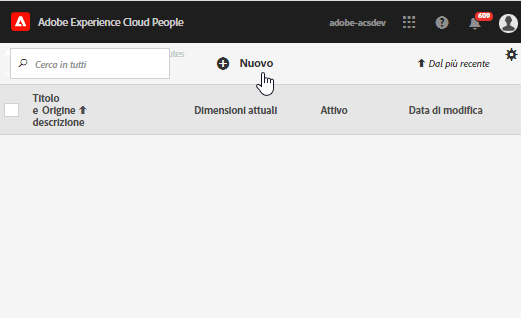 Adobe Experience Cloud People
adobe-acsdev
609
Cerca in tutti
Nuovo
Dal più recente
Titolo
e Origine
descrizione
Dimensioni attuali
Attivo
Data di modifica